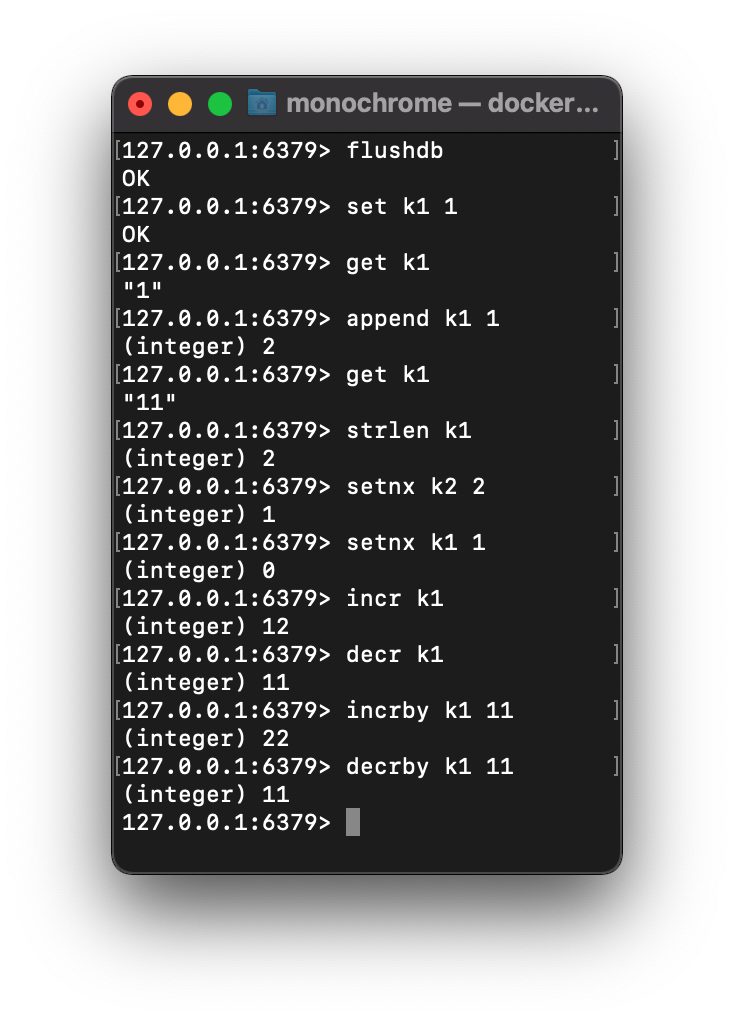 monochrome — docker...
[127.0.0.1:6379> flushdb ]
OK
[127.0.0.1:6379> set k1 1 ]
OK
[127.0.0.1:6379> get k1 ]
"1"
[127.0.0.1:6379> append k1 1 ]
(integer) 2
[127.0.0.1:6379> get k1 ]
"11"
[127.0.0.1:6379> strlen k1 ]
(integer) 2
[127.0.0.1:6379> setnx k2 2 ]
(integer) 1
[127.0.0.1:6379> setnx k1 1 ]
(integer) 0
[127.0.0.1:6379> incr k1 ]
(integer) 12
[127.0.0.1:6379> decr k1 ]
(integer) 11
[127.0.0.1:6379> incrby k1 11 ]
(integer) 22
[127.0.0.1:6379> decrby k1 11 ]
(integer) 11
127.0.0.1:6379>